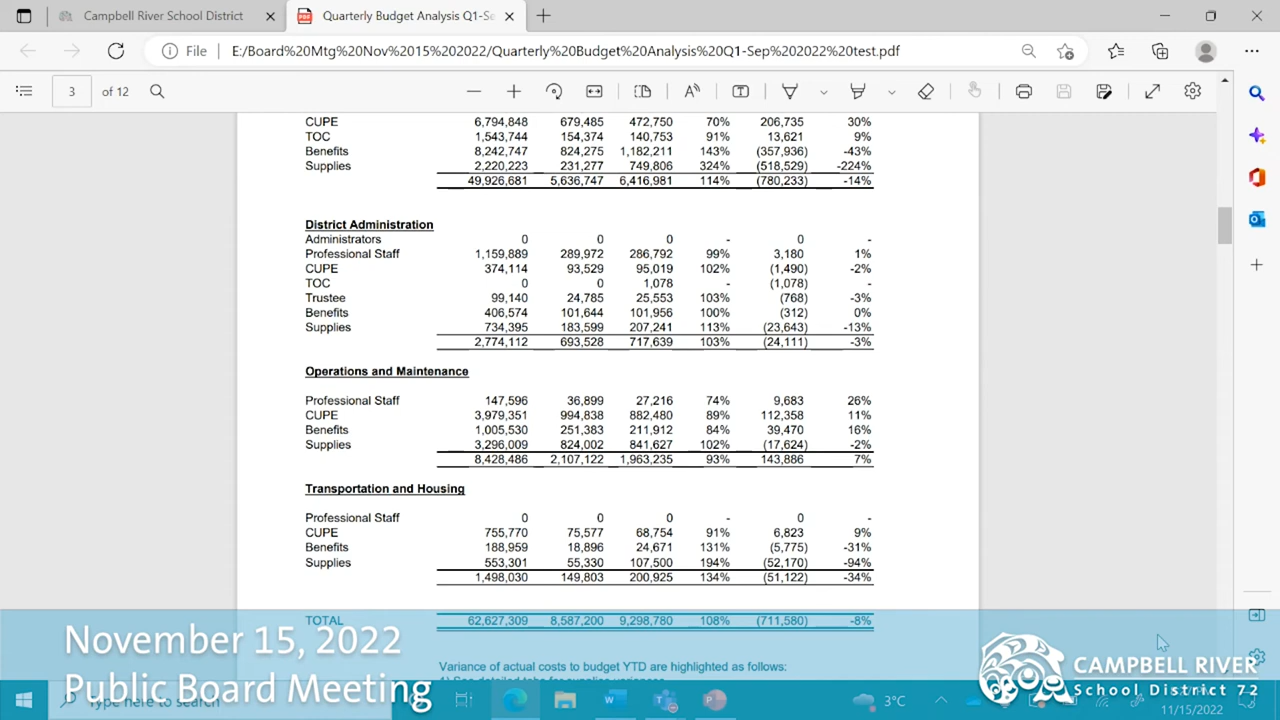 Campbell River School District
Quarterly Budget Analysis Q1-Se
File E:/Board%20Mtg%20Nov%2015%202022/Quarterly%20Budget%20Analysis%20Q1-Sep%202022%20test.pdf
3 of 12
CUPE 6,794,848 679,485 472,750 70% 206,735 30%
TOC 1,543,744 154,374 140,753 91% 13,621 9%
Benefits 8,242,747 824,275 1,182,211 143% (357,936) -43%
Supplies 2,220,223 231,277 749,806 324% (518,529) -224%
49,926,681 5,636,747 6,416,981 114% (780,233) -14%
District Administration
Administrators 0 0 0 - 0 -
Professional Staff 1,159,889 289,972 286,792 99% 3,180 1%
CUPE 374,114 93,529 95,019 102% (1,490) -2%
TOC 0 0 1,078 - (1,078) -
Trustee 99,140 24,785 25,553 103% (768) -3%
Benefits 406,574 101,644 101,956 100% (312) 0%
Supplies 734,395 183,599 207,241 113% (23,643) -13%
2,774,112 693,528 717,639 103% (24,111) -3%
Operations and Maintenance
Professional Staff 147,596 36,899 27,216 74% 9,683 26%
CUPE 3,979,351 994,838 882,480 89% 112,358 11%
Benefits 1,005,530 251,383 211,912 84% 39,470 16%
Supplies 3,296,009 824,002 841,627 102% (17,624) -2%
8,428,486 2,107,122 1,963,235 93% 143,886 7%
Transportation and Housing
Professional Staff 0 0 0 - 0 -
CUPE 755,770 75,577 68,754 91% 6,823 9%
Benefits 188,959 18,896 24,671 131% (5,775) -31%
Supplies 553,301 55,330 107,500 194% (52,170) -94%
1,498,030 149,803 200,925 134% (51,122) -34%
TOTAL 62,627,309 8,587,200 9,298,780 108% (711,580) -8%
Variance of actual costs to budget YTD are highlighted as follows:
November 15, 2022
Public Board Meeting
CAMPBELL RIVER
School District 72
Type here to search
3°C
11/15/2022